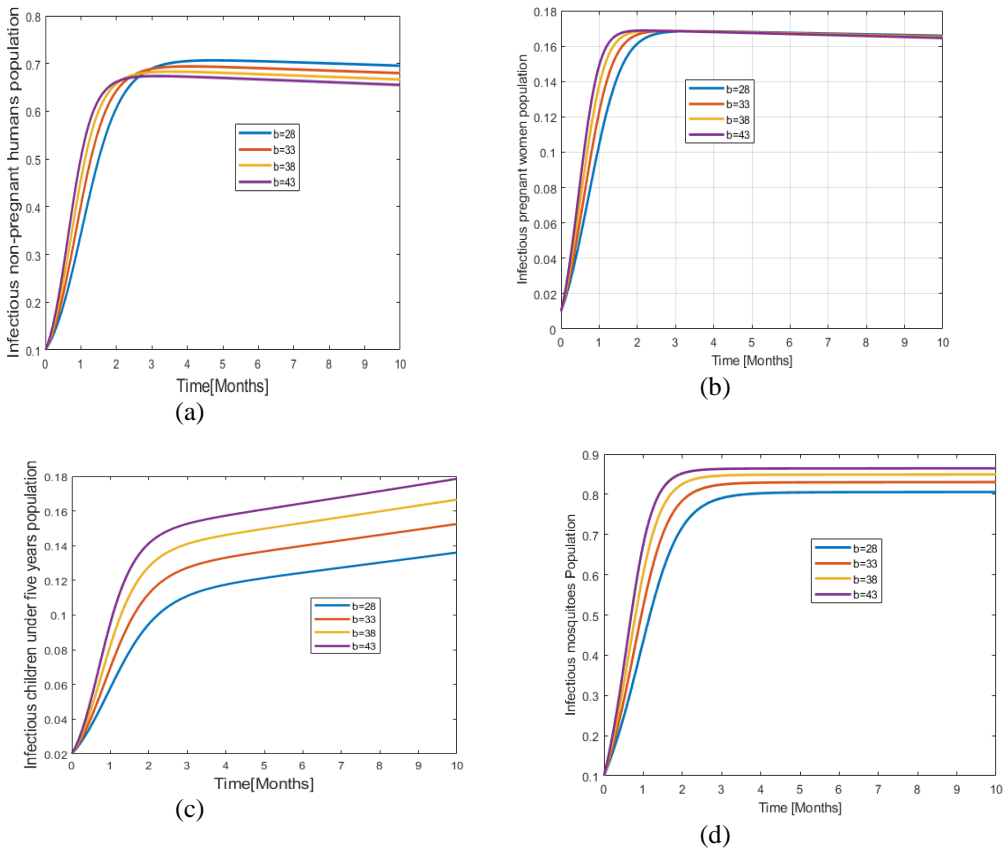 Infectious non-pregnant humans population
0.8
0.7
0.6
0.5
0.4
0.3
0.2
0.1
b=28
b=33
b=38
b=43
0 1 2 3 4 5 6 7 8 9 10
Time[Months]
(a)
Infectious pregnant women population
0.18
0.16
0.14
0.12
0.1
0.08
0.06
0.04
0.02
0
b=28
b=33
b=38
b=43
0 1 2 3 4 5 6 7 8 9 10
Time [Months]
(b)
Infectious children under five years population
0.18
0.16
0.14
0.12
0.1
0.08
0.06
0.04
0.02
b=28
b=33
b=38
b=43
0 1 2 3 4 5 6 7 8 9 10
Time[Months]
(c)
Infectious mosquitoes Population
0.9
0.8
0.7
0.6
0.5
0.4
0.3
0.2
0.1
b=28
b=33
b=38
b=43
0 1 2 3 4 5 6 7 8 9 10
Time [Months]
(d)